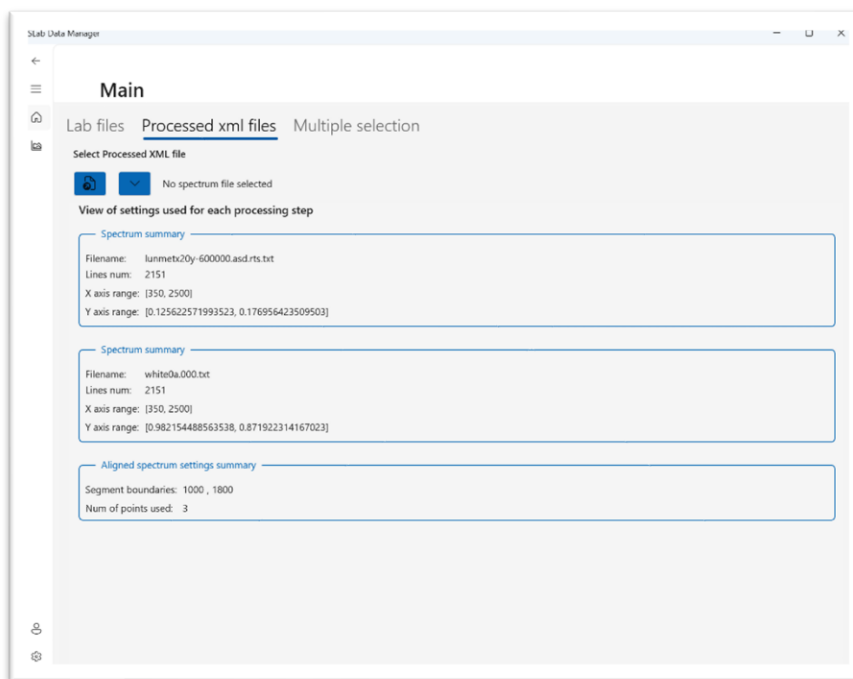 SLab Data Manager
Main
Lab files Processed xml files Multiple selection
Select Processed XML file
No spectrum file selected
View of settings used for each processing step
Spectrum summary
Filename: lunmetx20y-600000.asd.rts.txt
Lines num: 2151
X axis range: [350, 2500]
Y axis range: [0.125622571993523, 0.176956423509503]
Spectrum summary
Filename: white0a.000.txt
Lines num: 2151
X axis range: [350, 2500]
Y axis range: [0.982154488563538, 0.871922314167023]
Aligned spectrum settings summary
Segment boundaries: 1000 , 1800
Num of points used: 3